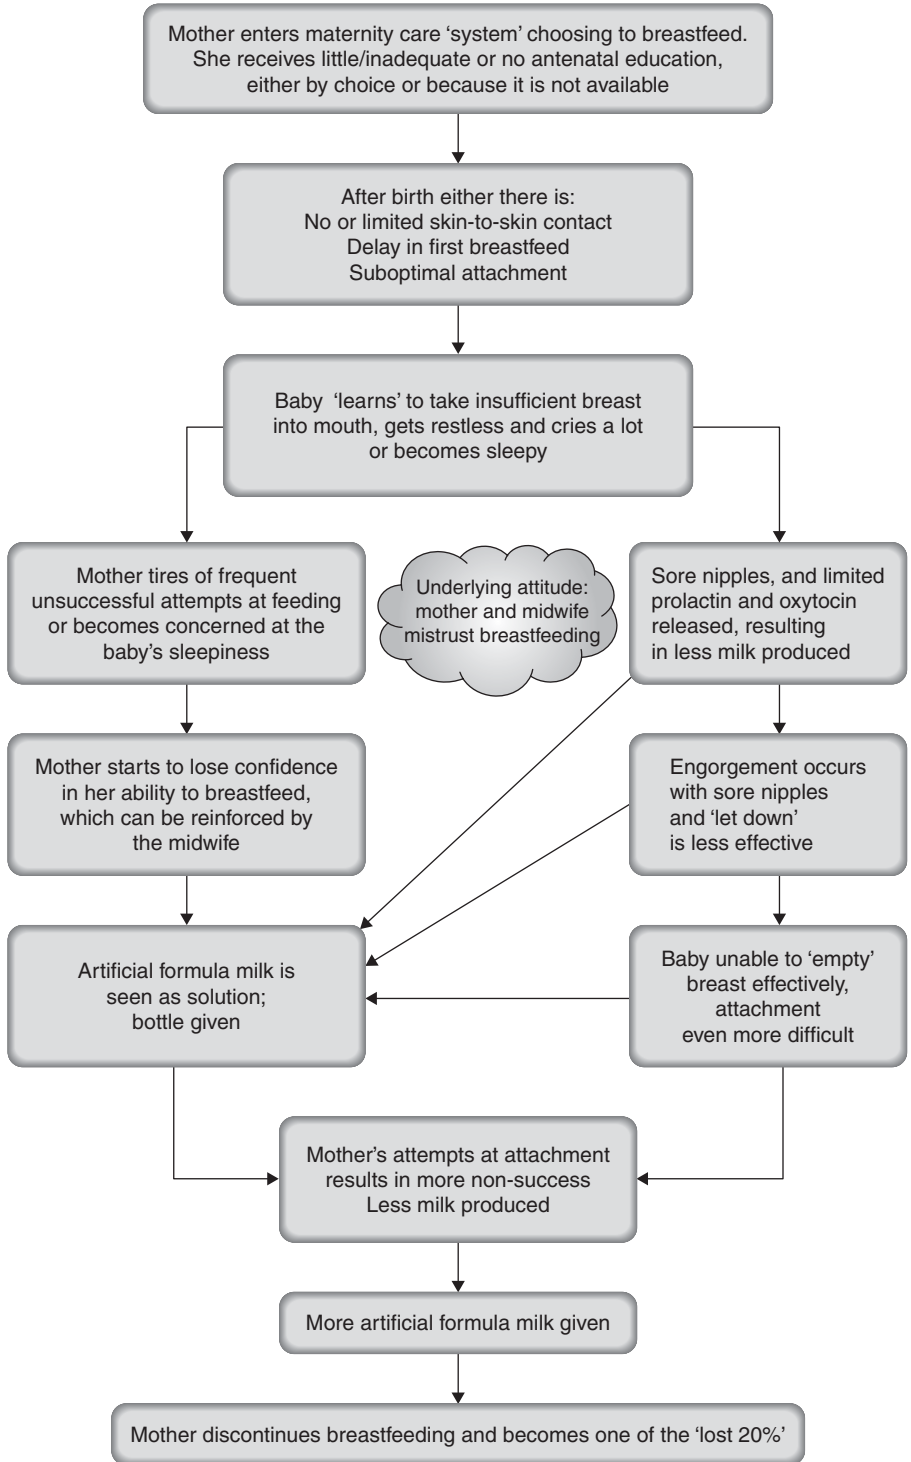 Mother enters maternity care ‘system’ choosing to breastfeed.
She receives little/inadequate or no antenatal education,
either by choice or because it is not available
After birth either there is:
No or limited skin-to-skin contact
Delay in first breastfeed
Suboptimal attachment
Baby ‘learns’ to take insufficient breast
into mouth, gets restless and cries a lot
or becomes sleepy
Mother tires of frequent
unsuccessful attempts at feeding
or becomes concerned at the
baby’s sleepiness
Underlying attitude:
mother and midwife
mistrust breastfeeding
Sore nipples, and limited
prolactin and oxytocin
released, resulting
in less milk produced
Mother starts to lose confidence
in her ability to breastfeed,
which can be reinforced by
the midwife
Engorgement occurs
with sore nipples
and ‘let down’
is less effective
Artificial formula milk is
seen as solution;
bottle given
Baby unable to ‘empty’
breast effectively,
attachment
even more difficult
Mother’s attempts at attachment
results in more non-success
Less milk produced
More artificial formula milk given
Mother discontinues breastfeeding and becomes one of the ‘lost 20%’